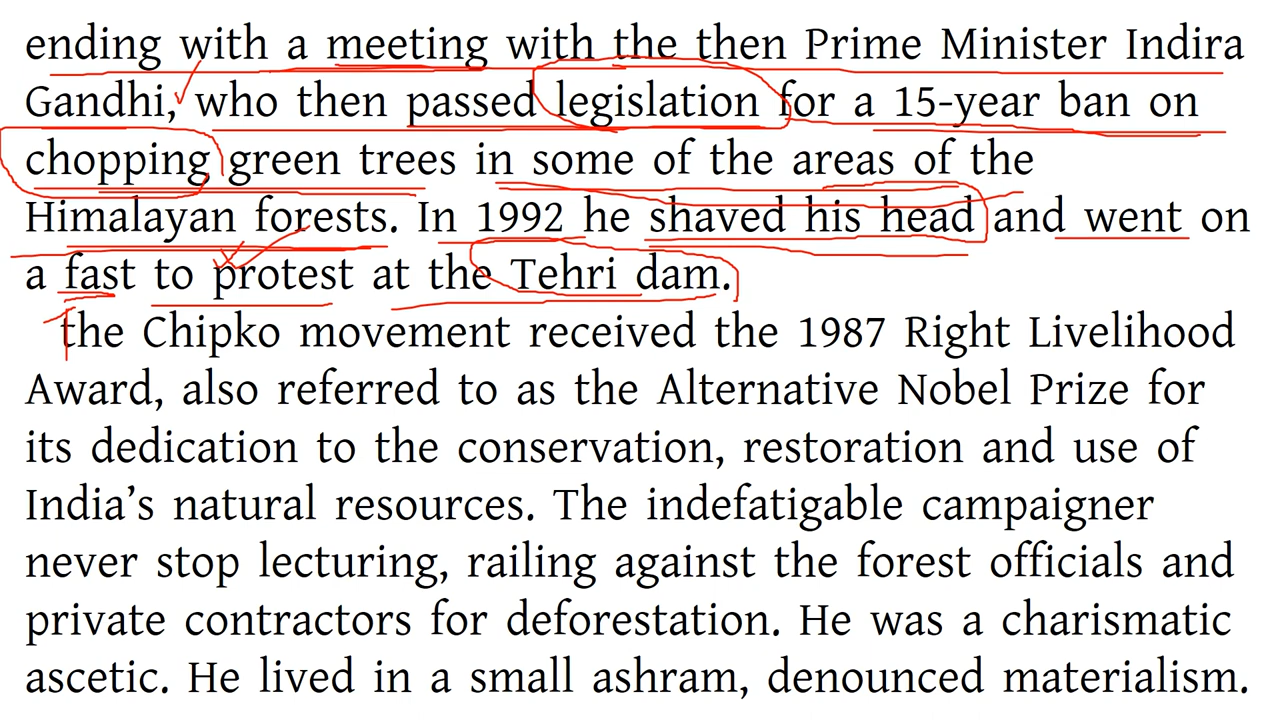 ending with a meeting with the then Prime Minister Indira
Gandhi, who then passed legislation for a 15-year ban on
chopping green trees in some of the areas of the
Himalayan forests. In 1992 he shaved his head and went on
a fast to protest at the Tehri dam.
the Chipko movement received the 1987 Right Livelihood
Award, also referred to as the Alternative Nobel Prize for
its dedication to the conservation, restoration and use of
India’s natural resources. The indefatigable campaigner
never stop lecturing, railing against the forest officials and
private contractors for deforestation. He was a charismatic
ascetic. He lived in a small ashram, denounced materialism.